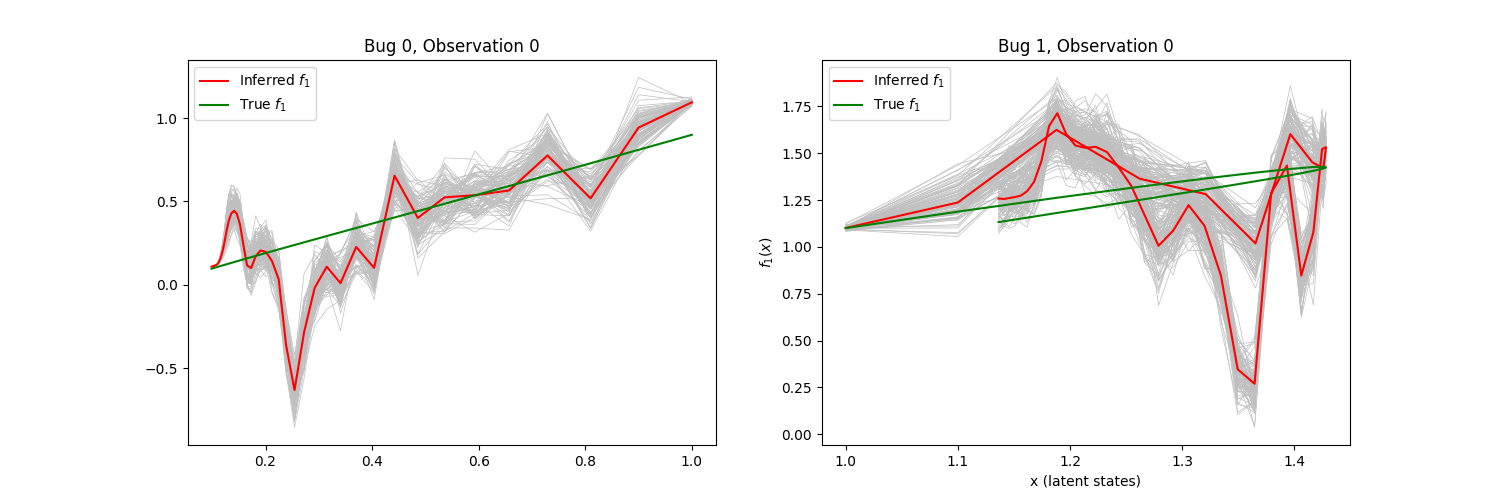 Bug 0, Observation 0
Inferred f₁
True f₁
1.0
0.5
0.0
−0.5
0.2
0.4
0.6
0.8
1.0
Bug 1, Observation 0
Inferred f₁
True f₁
f₁(x)
1.75
1.50
1.25
1.00
0.75
0.50
0.25
0.00
1.0
1.1
1.2
1.3
1.4
x (latent states)